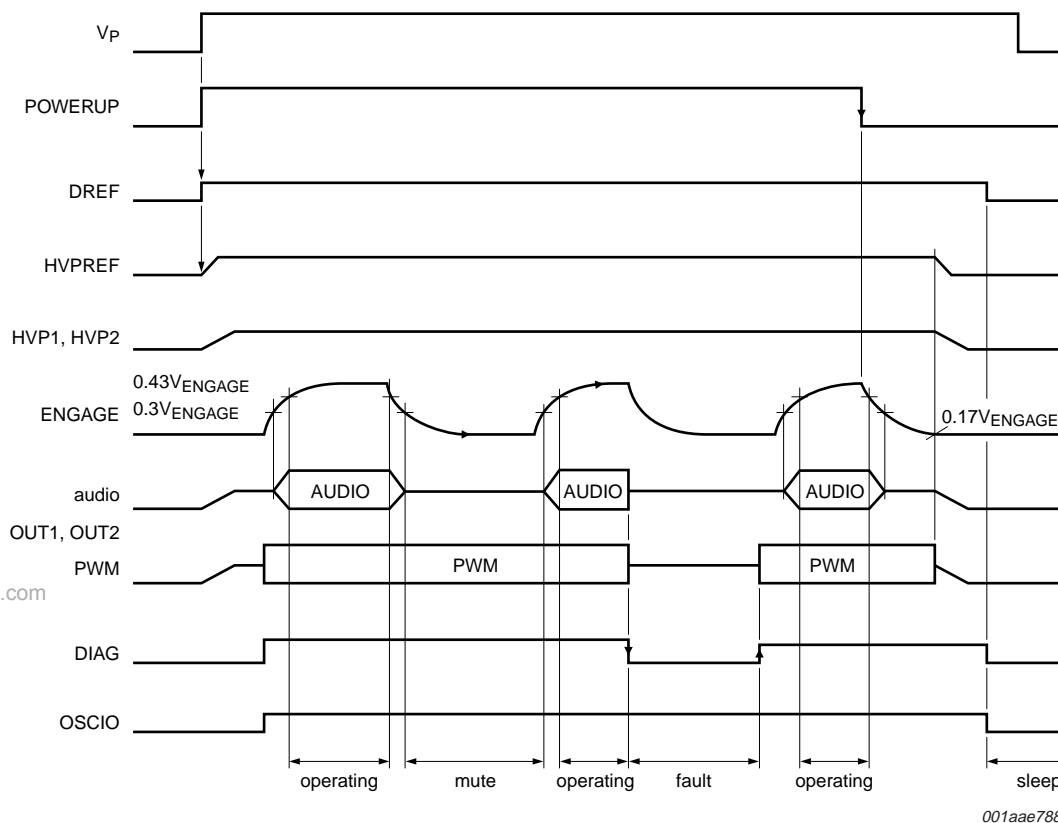 VP
POWERUP
DREF
HVPREF
HVP1, HVP2
0.43VENGAGE
ENGAGE 0.3VENGAGE
0.17VENGAGE
audio AUDIO AUDIO AUDIO
OUT1, OUT2
PWM PWM PWM
.com
DIAG
OSCIO
operating mute operating fault operating sleep
001aae788